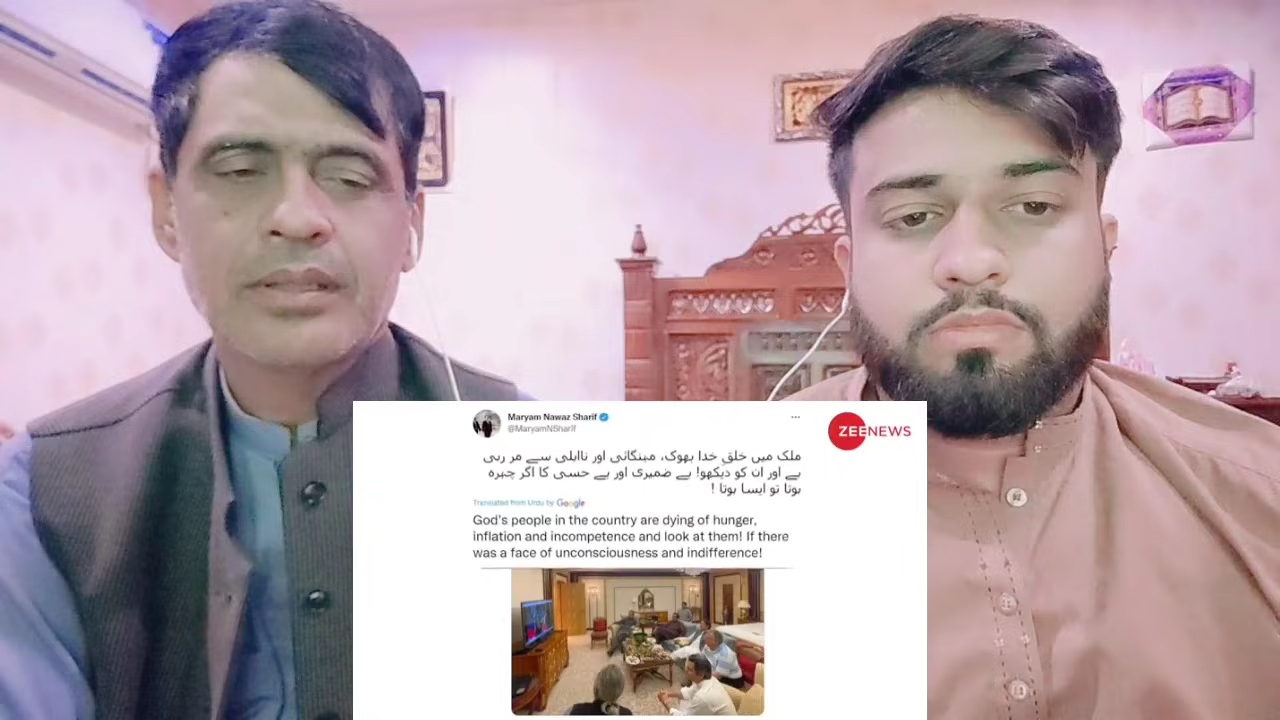 Maryam Nawaz Sharif
@MaryamNSharif
ZEENEWS
ملک میں خلقِ خدا بھوک، مہنگائی اور نااہلی سے مر رہی
ہے اور ان کو دیکھو! بے ضمیری اور بے حسی کا اگر چہرہ
ہوتا تو ایسا ہوتا !
Translated from Urdu by Google
God's people in the country are dying of hunger,
inflation and incompetence and look at them! If there
was a face of unconsciousness and indifference!